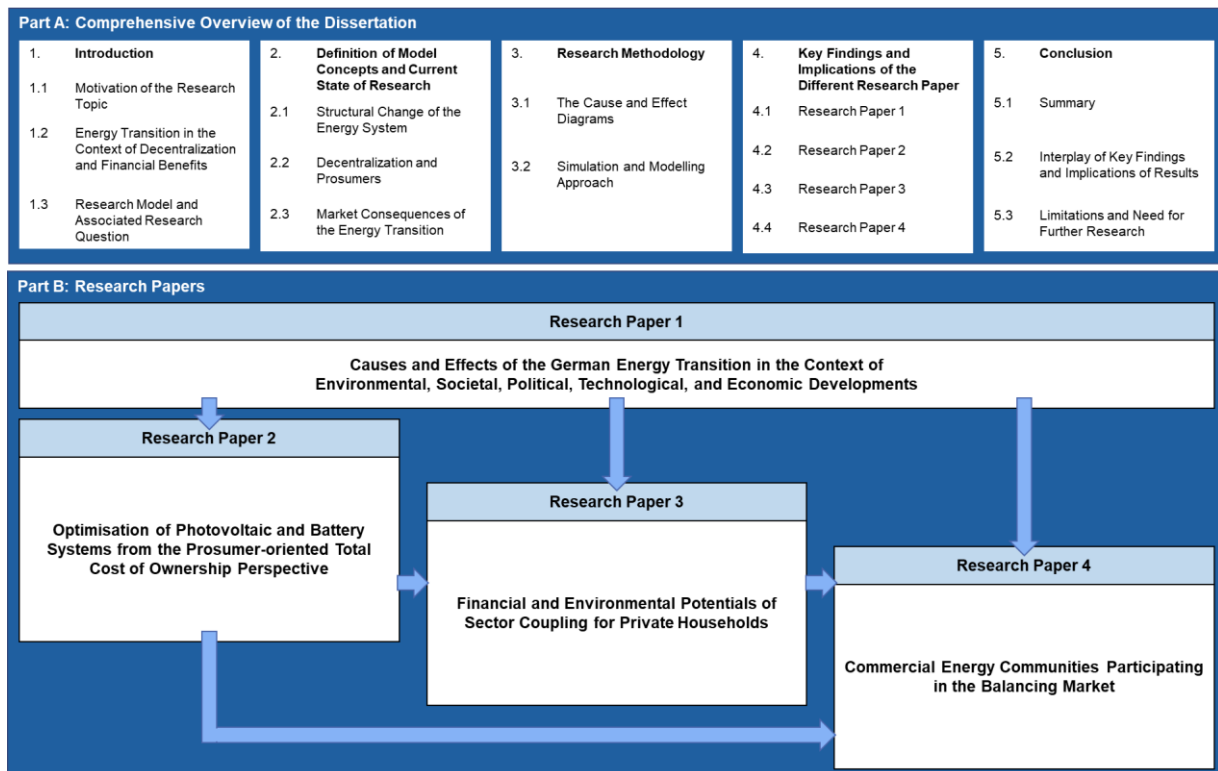 Part A: Comprehensive Overview of the Dissertation
1. Introduction
1.1 Motivation of the Research
Topic
1.2 Energy Transition in the
Context of Decentralization
and Financial Benefits
1.3 Research Model and
Associated Research
Question
2. Definition of Model
Concepts and Current
State of Research
2.1 Structural Change of the
Energy System
2.2 Decentralization and
Prosumers
2.3 Market Consequences of
the Energy Transition
3. Research Methodology
3.1 The Cause and Effect
Diagrams
3.2 Simulation and Modelling
Approach
4. Key Findings and
Implications of the
Different Research Paper
4.1 Research Paper 1
4.2 Research Paper 2
4.3 Research Paper 3
4.4 Research Paper 4
5. Conclusion
5.1 Summary
5.2 Interplay of Key Findings
and Implications of Results
5.3 Limitations and Need for
Further Research
Part B: Research Papers
Research Paper 1
Causes and Effects of the German Energy Transition in the Context of
Environmental, Societal, Political, Technological, and Economic Developments
Research Paper 2
Optimisation of Photovoltaic and Battery
Systems from the Prosumer-oriented Total
Cost of Ownership Perspective
Research Paper 3
Financial and Environmental Potentials of
Sector Coupling for Private Households
Research Paper 4
Commercial Energy Communities Participating
in the Balancing Market